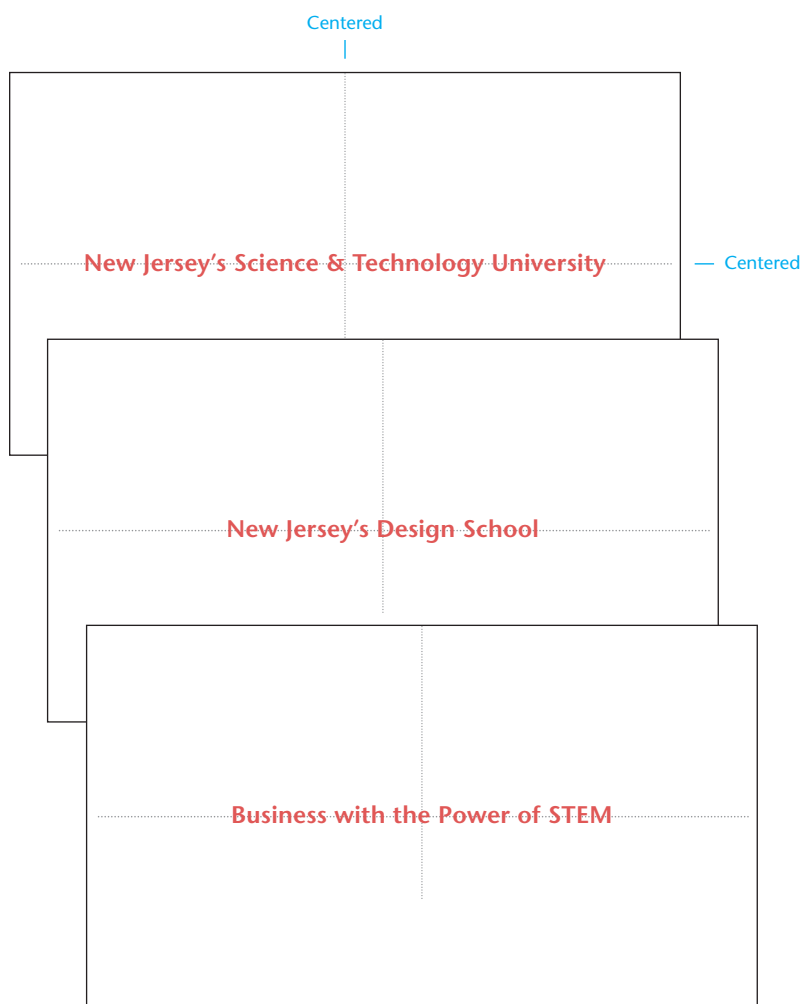 Centered
New Jersey’s Science & Technology University
Centered
New Jersey’s Design School
Business with the Power of STEM